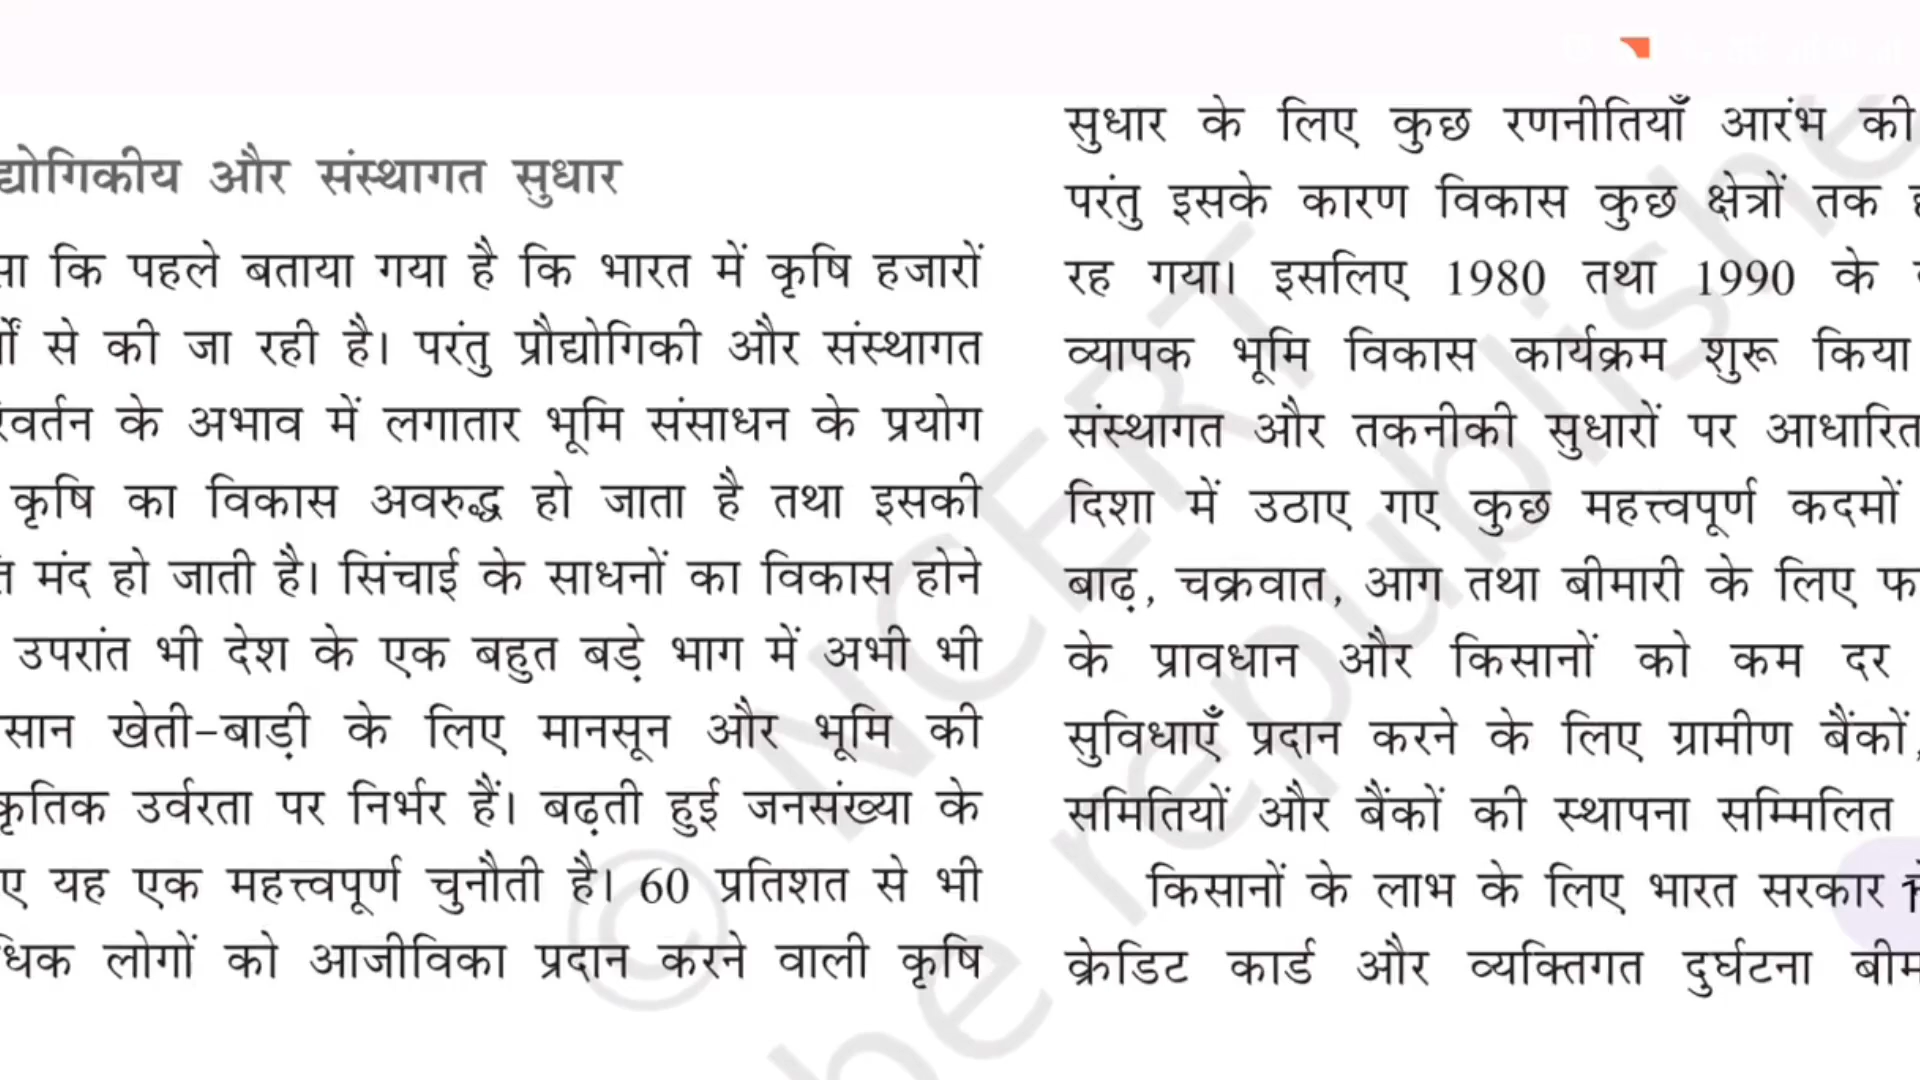 और संस्थागत सुधार
कि पहले बताया गया है कि भारत में कृषि हजारों
से की जा रही है। परंतु प्रौद्योगिकी और संस्थागत
के अभाव में लगातार भूमि संसाधन के प्रयोग
कृषि का विकास अवरुद्ध हो जाता है तथा इसकी
मंद हो जाती है। सिंचाई के साधनों का विकास होने
उपरांत भी देश के एक बहुत बड़े भाग में अभी भी
खेती-बाड़ी के लिए मानसून और भूमि की
उर्वरता पर निर्भर हैं। बढ़ती हुई जनसंख्या के
यह एक महत्त्वपूर्ण चुनौती है। 60 प्रतिशत से भी
लोगों को आजीविका प्रदान करने वाली कृषि
सुधार के लिए कुछ रणनीतियाँ आरंभ की
परंतु इसके कारण विकास कुछ क्षेत्रों तक
रह गया। इसलिए 1980 तथा 1990 के
व्यापक भूमि विकास कार्यक्रम शुरू किया
संस्थागत और तकनीकी सुधारों पर आधारित
दिशा में उठाए गए कुछ महत्त्वपूर्ण कदमों
बाढ़, चक्रवात, आग तथा बीमारी के लिए
के प्रावधान और किसानों को कम दर
सुविधाएँ प्रदान करने के लिए ग्रामीण बैंकों,
समितियों और बैंकों की स्थापना सम्मिलित
किसानों के लाभ के लिए भारत सरकार
क्रेडिट कार्ड और व्यक्तिगत दुर्घटना
© NCERT
be republishe